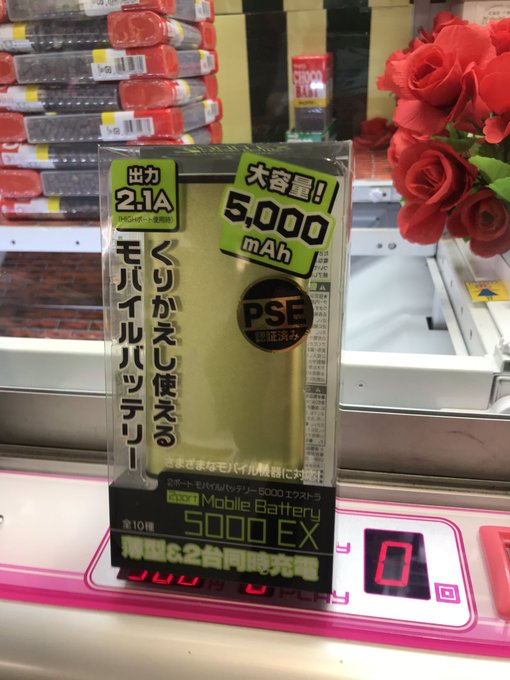 CHOCO
出力
2.1A
(HIGHポート使用時)
大容量!
5,000
mAh
PSE
認証済み
くりかえし使える
モバイルバッテリー
さまざまなモバイル機器に対応
2ポート モバイルバッテリー 5000 エクストラ
2port Mobile Battery
5000 EX
全10種
薄型&2台同時充電
PLAY
0
回